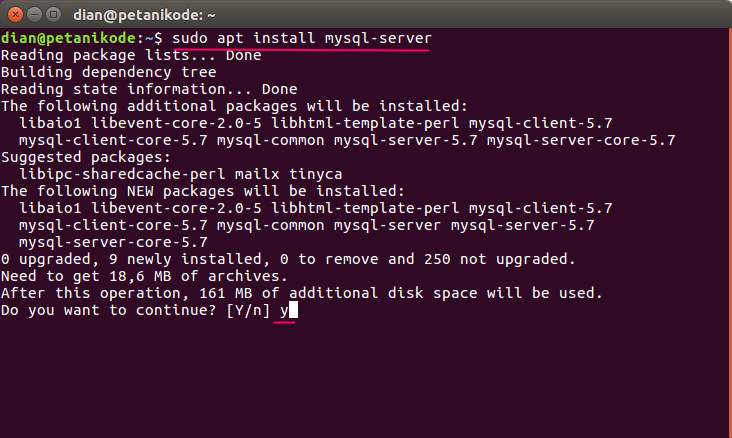 dian@petanikode: ~
dian@petanikode:~$ sudo apt install mysql-server
Reading package lists... Done
Building dependency tree
Reading state information... Done
The following additional packages will be installed:
  libaio1 libevent-core-2.0-5 libhtml-template-perl mysql-client-5.7
  mysql-client-core-5.7 mysql-common mysql-server-5.7 mysql-server-core-5.7
Suggested packages:
  libipc-sharedcache-perl mailx tinyca
The following NEW packages will be installed:
  libaio1 libevent-core-2.0-5 libhtml-template-perl mysql-client-5.7
  mysql-client-core-5.7 mysql-common mysql-server mysql-server-5.7
  mysql-server-core-5.7
0 upgraded, 9 newly installed, 0 to remove and 250 not upgraded.
Need to get 18,6 MB of archives.
After this operation, 161 MB of additional disk space will be used.
Do you want to continue? [Y/n] y